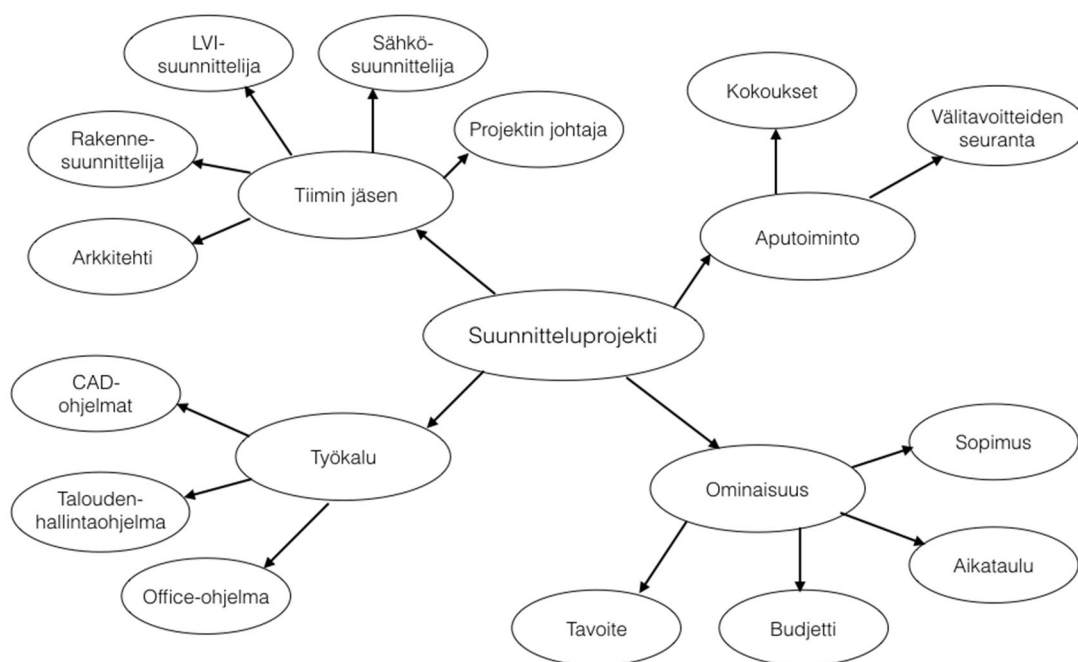 LVI-
suunnittelija
Sähkö-
suunnittelija
Projektin johtaja
Rakenne-
suunnittelija
Tiimin jäsen
Arkkitehti
Kokoukset
Välitavoitteiden
seuranta
Aputoiminto
Suunnitteluprojekti
CAD-
ohjelmat
Työkalu
Talouden-
hallintaohjelma
Office-ohjelma
Sopimus
Ominaisuus
Aikataulu
Tavoite
Budjetti